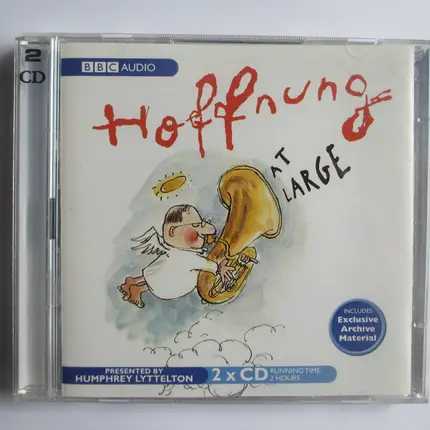 2
CD
BBC AUDIO
Hoffnung
AT
LARGE
INCLUDES
Exclusive
Archive
Material
PRESENTED BY
HUMPHREY LYTTELTON
2 x CD
RUNNING TIME:
2 HOURS